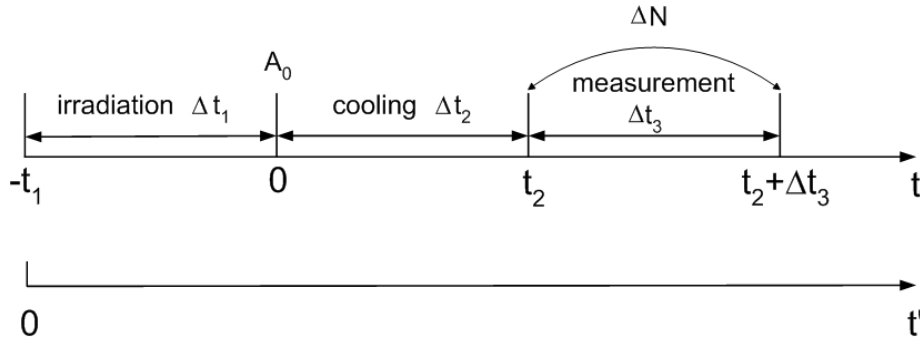 ΔN
A₀
irradiation Δt₁ cooling Δt₂ measurement Δt₃
-t₁ 0 t₂ t₂+Δt₃ t
0 t'